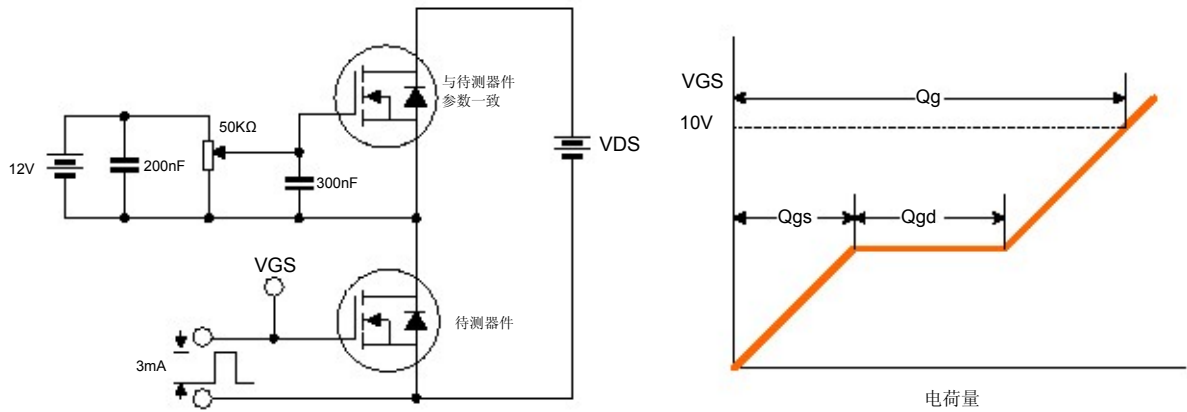 与待测器件
参数一致
50KΩ
12V
200nF
300nF
VDS
VGS
待测器件
3mA
VGS
10V
Qg
Qgs
Qgd
电荷量